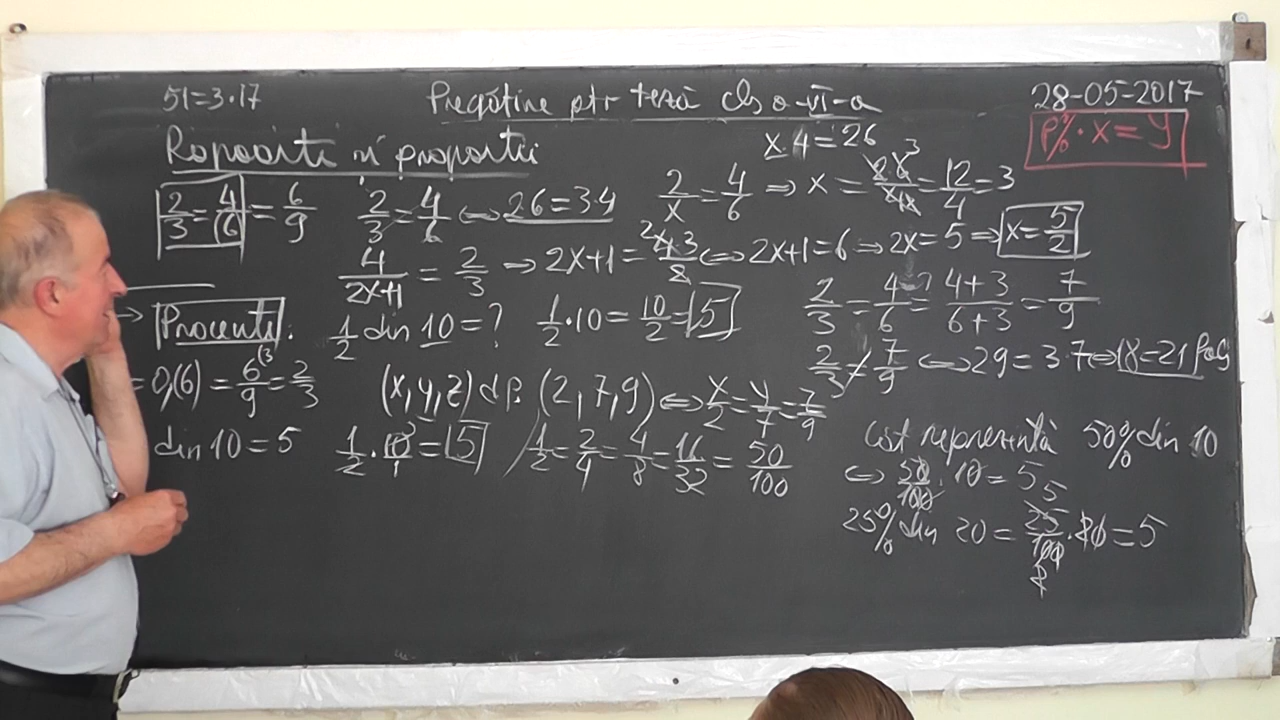 51=3·17 Pregătire ptr teză cls a-VI-a 28-05-2017
P% · x = y
Rapoarte și proporții x·4=26
2/3=4/6=6/9 2/3=4/6 ⇔ 2·6=3·4 2/x=4/6 ⇒ x = =12/4=3
4/2x+1 = 2/3 ⇒ 2x+1= 4·3/2 ⇔ 2x+1=6 ⇒ 2x=5 ⇒ x=5/2
→ Procente. 1/2 din 10=? 1/2·10=10/2=5 2/3=4/6=? 4+3/6+3=7/9
=0,(6)=6/9=2/3 (x,y,z) d.p. (2,7,9) ⇔ x/2=y/7=z/9 2/3≠7/9 ⇔ 2·9=3·7 ⇔ 18=21 fals
din 10=5 1/2·10/1=5 1/2=2/4=4/8=16/32=50/100 Cât reprezintă 50% din 10
⇔ 50/100·10=5
25% din 20=25/100·20=5